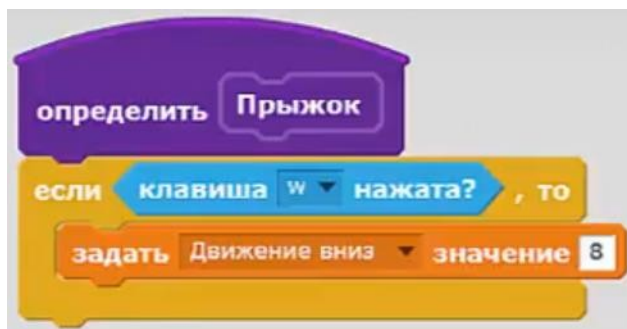 определить Прыжок
если клавиша w нажата? , то
задать Движение вниз значение 8